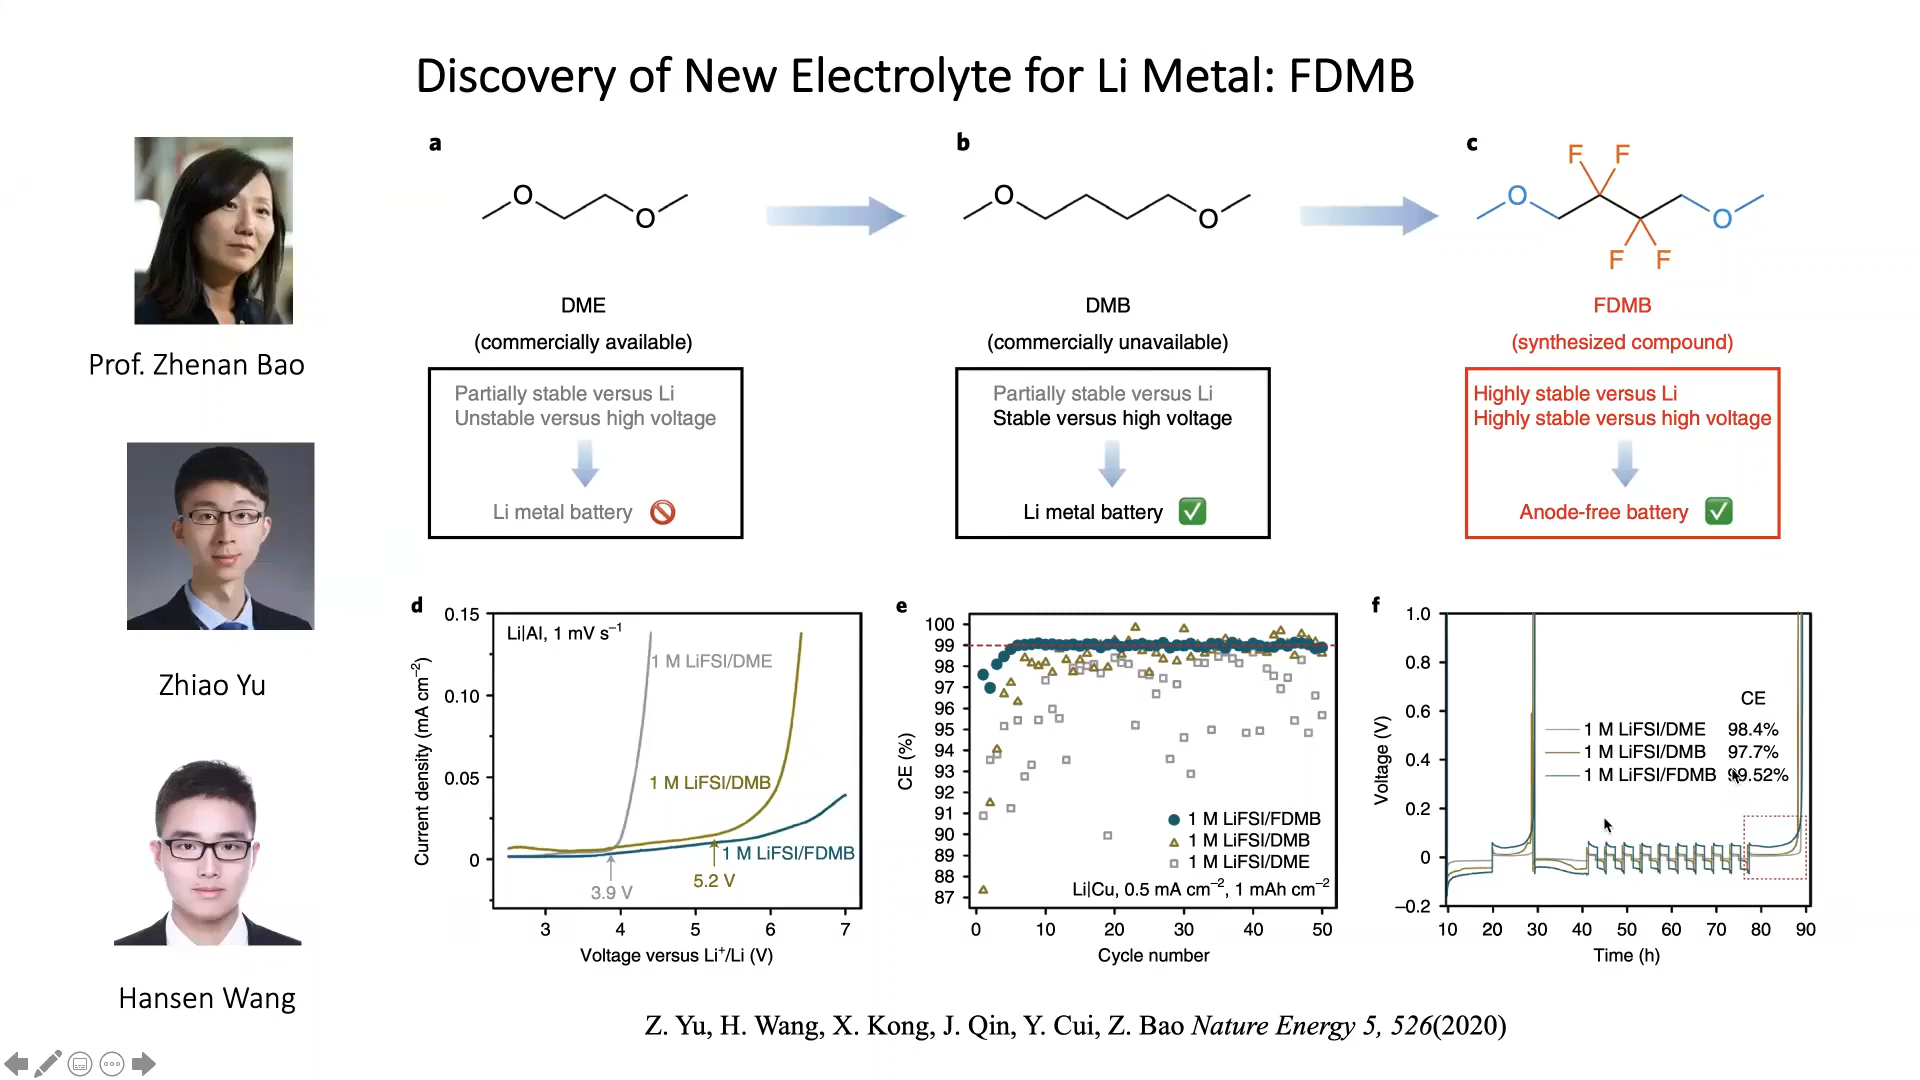 Discovery of New Electrolyte for Li Metal: FDMB
Prof. Zhenan Bao
Zhiao Yu
Hansen Wang
a
O
O
DME
(commercially available)
Partially stable versus Li
Unstable versus high voltage
Li metal battery
b
O
O
DMB
(commercially unavailable)
Partially stable versus Li
Stable versus high voltage
Li metal battery
c
F F
O
O
F F
FDMB
(synthesized compound)
Highly stable versus Li
Highly stable versus high voltage
Anode-free battery
d
Current density (mA cm⁻²)
0.15
0.10
0.05
0
Li|Al, 1 mV s⁻¹
1 M LiFSI/DME
1 M LiFSI/DMB
1 M LiFSI/FDMB
3.9 V
5.2 V
3 4 5 6 7
Voltage versus Li⁺/Li (V)
e
CE (%)
100
99
98
97
96
95
94
93
92
91
90
89
88
87
1 M LiFSI/FDMB
1 M LiFSI/DMB
1 M LiFSI/DME
Li|Cu, 0.5 mA cm⁻², 1 mAh cm⁻²
0 10 20 30 40 50
Cycle number
f
Voltage (V)
1.0
0.8
0.6
0.4
0.2
0
−0.2
CE
1 M LiFSI/DME 98.4%
1 M LiFSI/DMB 97.7%
1 M LiFSI/FDMB 99.52%
10 20 30 40 50 60 70 80 90
Time (h)
Z. Yu, H. Wang, X. Kong, J. Qin, Y. Cui, Z. Bao Nature Energy 5, 526(2020)